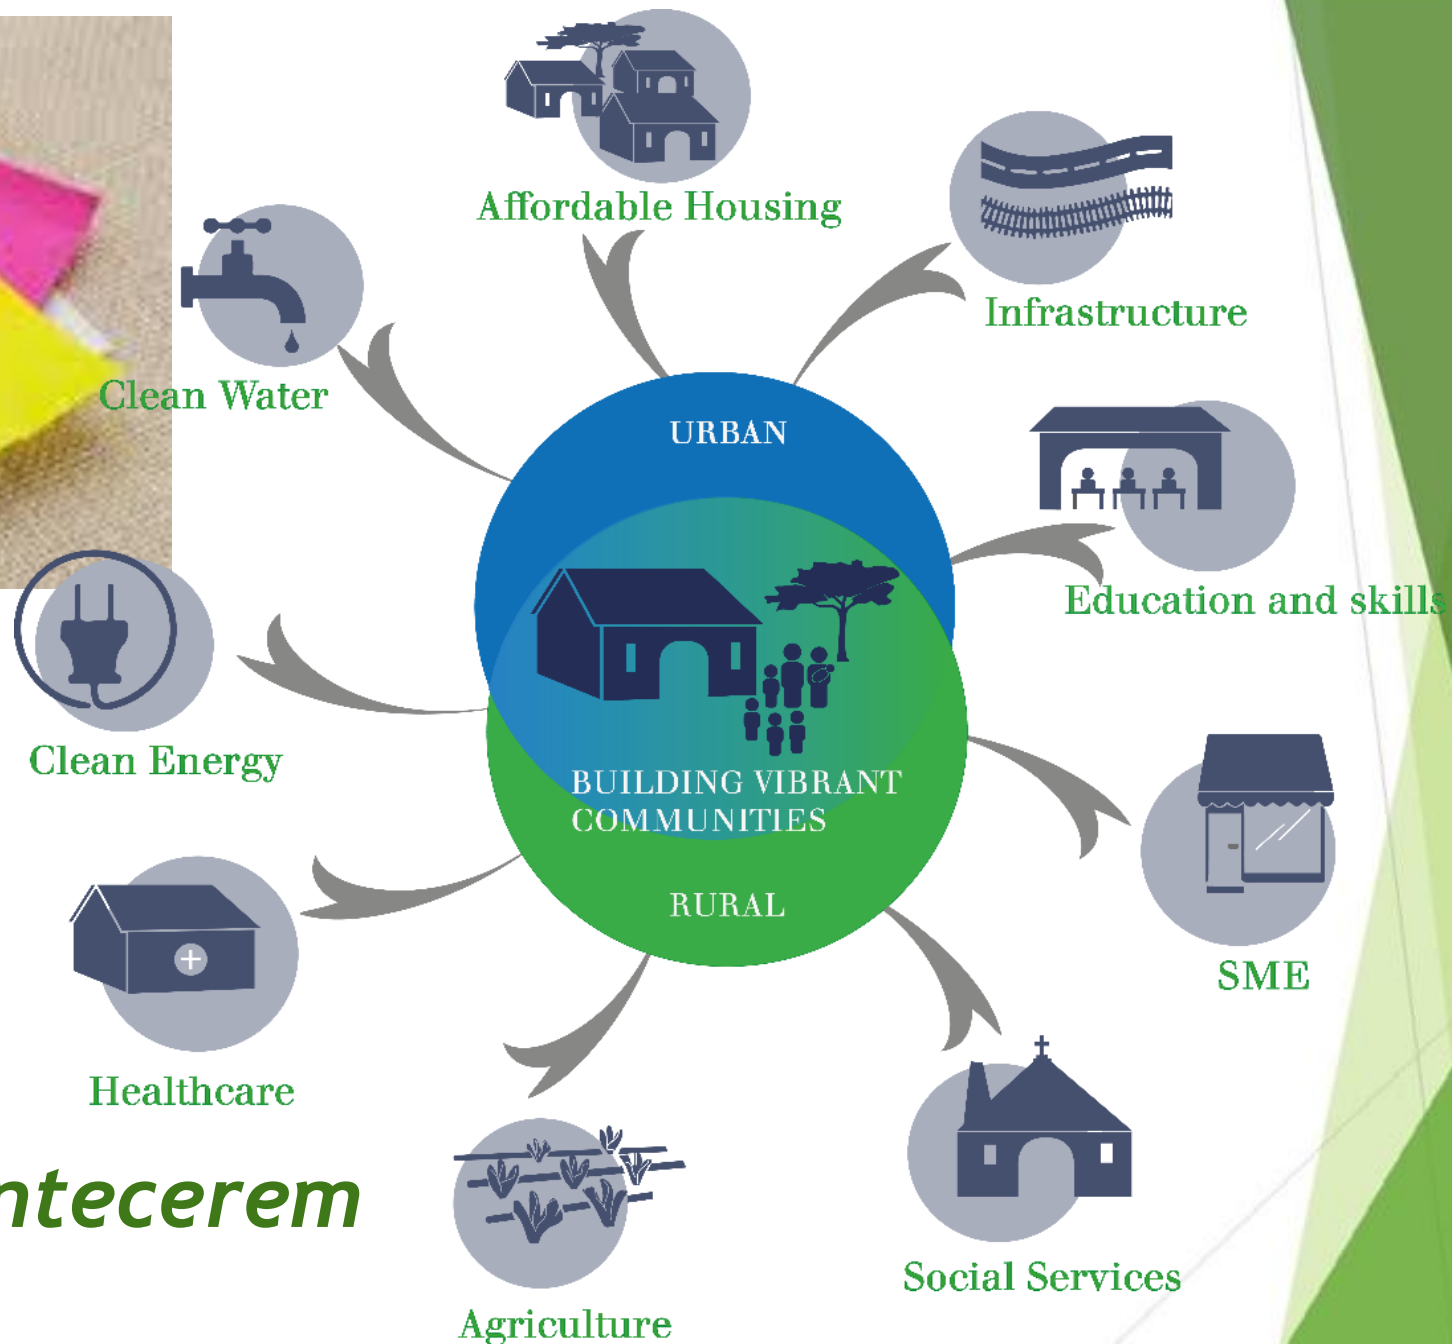 Affordable Housing
Infrastructure
Clean Water
URBAN
Education and skills
Clean Energy
BUILDING VIBRANT
COMMUNITIES
RURAL
SME
Healthcare
Social Services
Agriculture